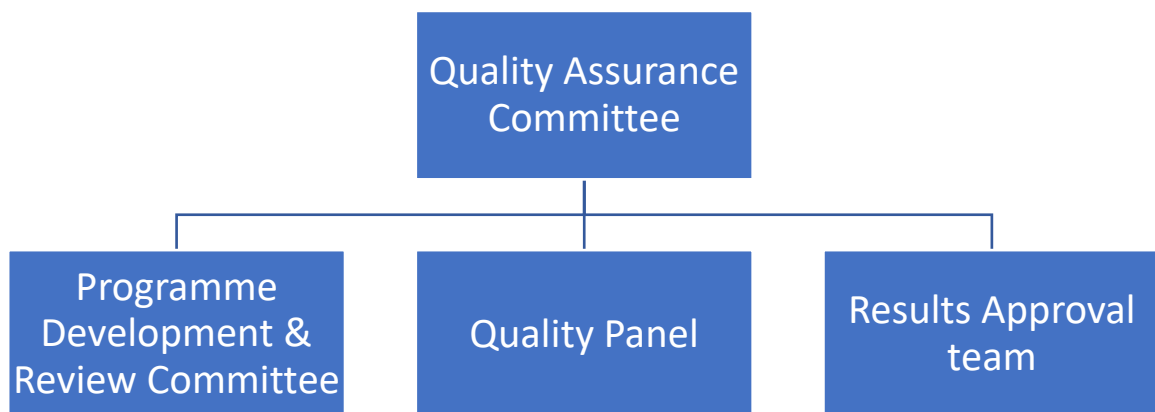 Quality Assurance
Committee
Programme
Development &
Review Committee
Quality Panel
Results Approval
team